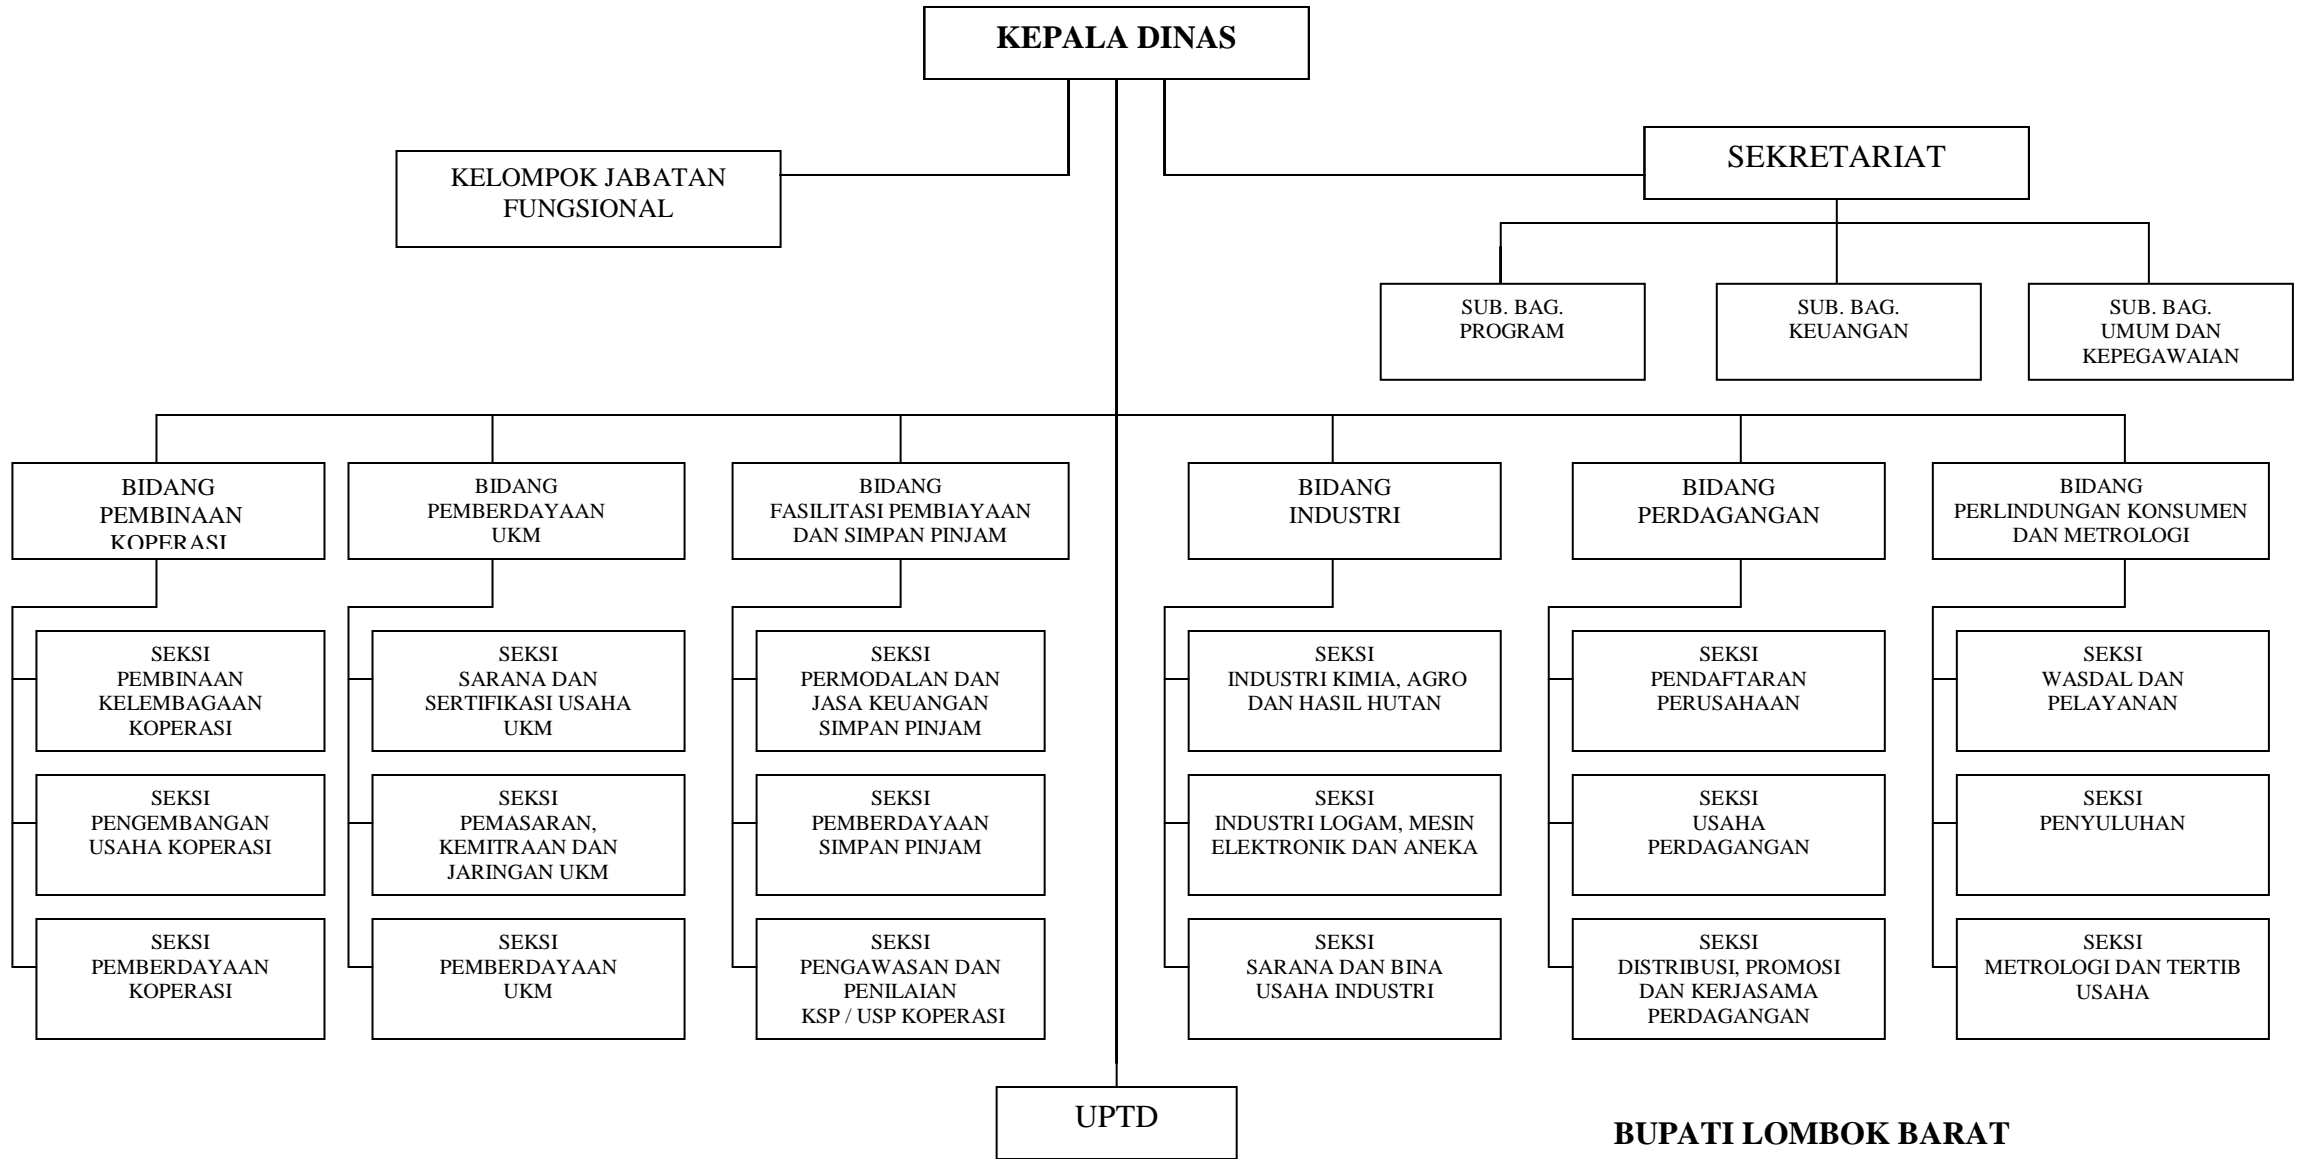 KEPALA DINAS
KELOMPOK JABATAN
FUNGSIONAL
SEKRETARIAT
SUB. BAG.
PROGRAM
SUB. BAG.
KEUANGAN
SUB. BAG.
UMUM DAN
KEPEGAWAIAN
BIDANG
PEMBINAAN
KOPERASI
BIDANG
PEMBERDAYAAN
UKM
BIDANG
FASILITASI PEMBIAYAAN
DAN SIMPAN PINJAM
BIDANG
INDUSTRI
BIDANG
PERDAGANGAN
BIDANG
PERLINDUNGAN KONSUMEN
DAN METROLOGI
SEKSI
PEMBINAAN
KELEMBAGAAN
KOPERASI
SEKSI
SARANA DAN
SERTIFIKASI USAHA
UKM
SEKSI
PERMODALAN DAN
JASA KEUANGAN
SIMPAN PINJAM
SEKSI
INDUSTRI KIMIA, AGRO
DAN HASIL HUTAN
SEKSI
PENDAFTARAN
PERUSAHAAN
SEKSI
WASDAL DAN
PELAYANAN
SEKSI
PENGEMBANGAN
USAHA KOPERASI
SEKSI
PEMASARAN,
KEMITRAAN DAN
JARINGAN UKM
SEKSI
PEMBERDAYAAN
SIMPAN PINJAM
SEKSI
INDUSTRI LOGAM, MESIN
ELEKTRONIK DAN ANEKA
SEKSI
USAHA
PERDAGANGAN
SEKSI
PENYULUHAN
SEKSI
PEMBERDAYAAN
KOPERASI
SEKSI
PEMBERDAYAAN
UKM
SEKSI
PENGAWASAN DAN
PENILAIAN
KSP / USP KOPERASI
SEKSI
SARANA DAN BINA
USAHA INDUSTRI
SEKSI
DISTRIBUSI, PROMOSI
DAN KERJASAMA
PERDAGANGAN
SEKSI
METROLOGI DAN TERTIB
USAHA
UPTD
BUPATI LOMBOK BARAT